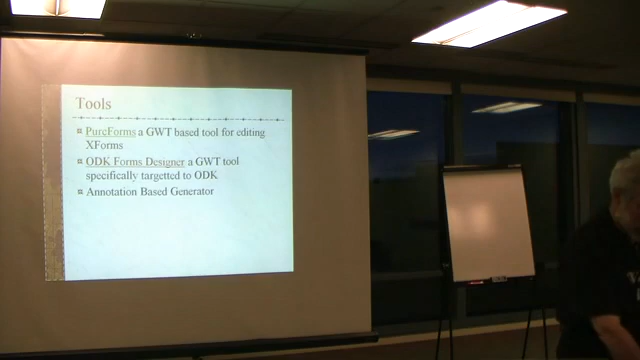 Tools
PurcForms a GWT based tool for editing
XForms
ODK Forms Designer a GWT tool
specifically targetted to ODK
Annotation Based Generator